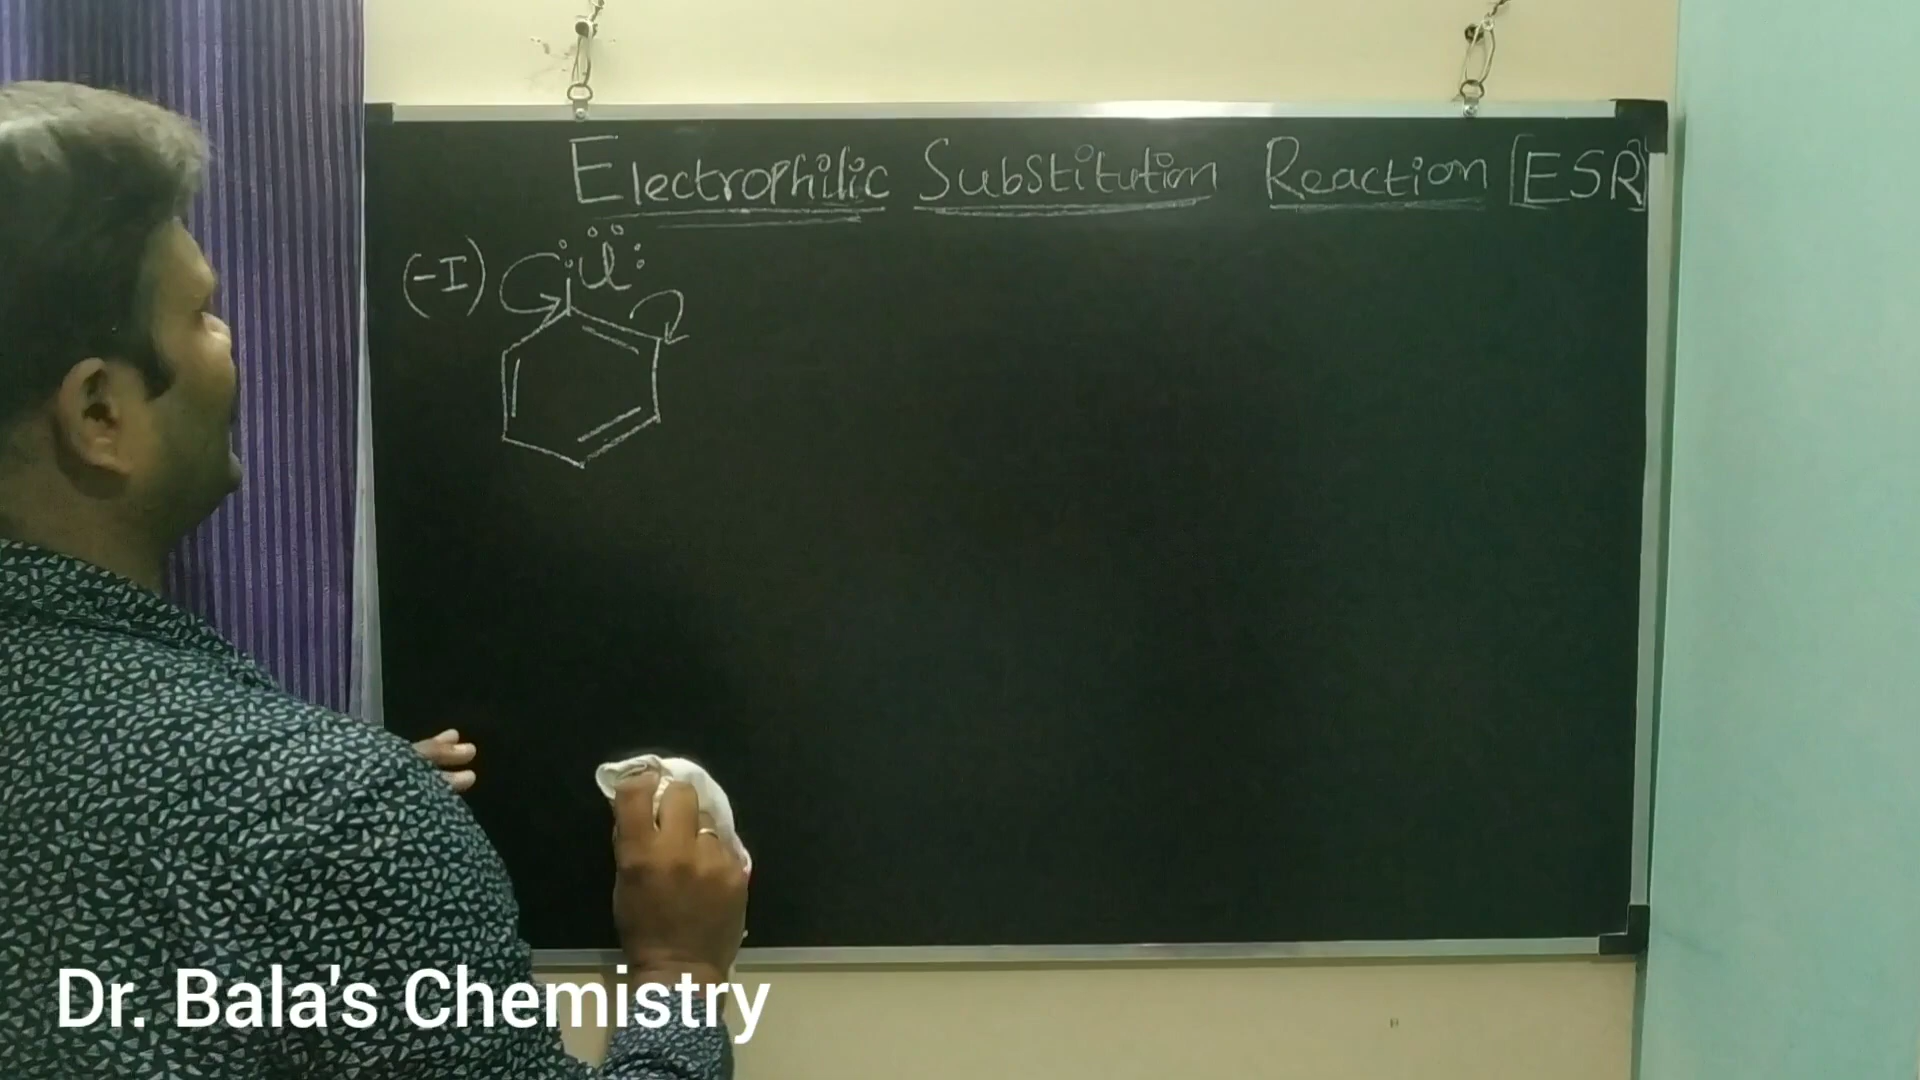 Electrophilic Substitution Reaction [ESR]
(-I) Cl
Dr. Bala's Chemistry